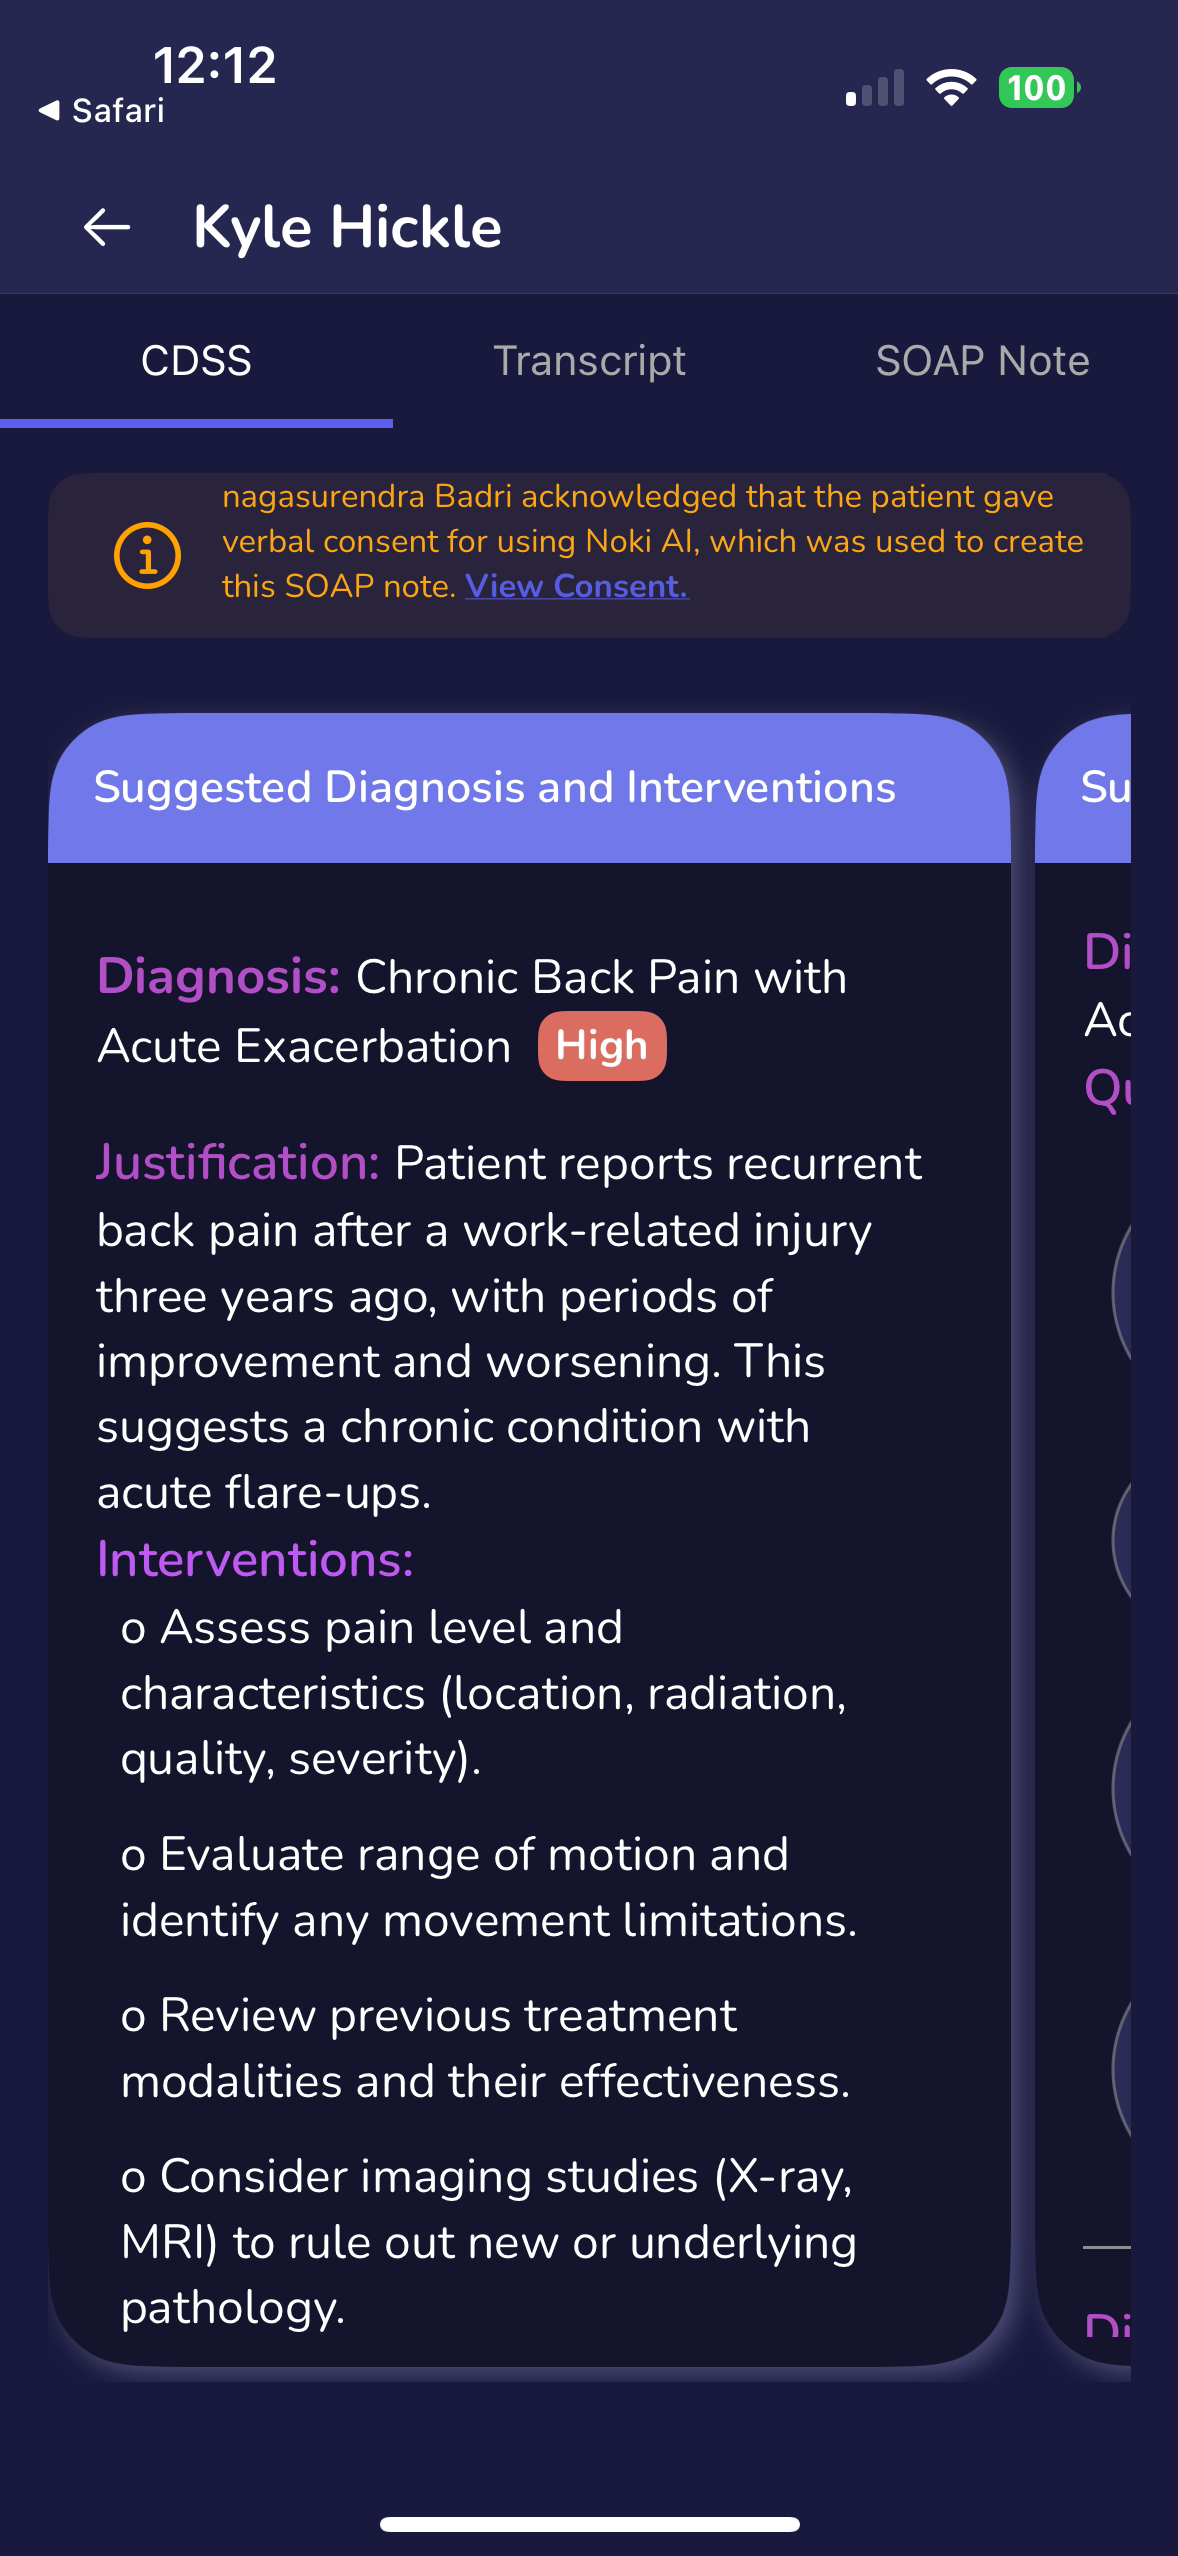 12:12
Safari
100
Kyle Hickle
CDSS
Transcript
SOAP Note
nagasurendra Badri acknowledged that the patient gave
verbal consent for using Noki AI, which was used to create
this SOAP note. View Consent.
Suggested Diagnosis and Interventions
Diagnosis: Chronic Back Pain with
Acute Exacerbation High
Justification: Patient reports recurrent
back pain after a work-related injury
three years ago, with periods of
improvement and worsening. This
suggests a chronic condition with
acute flare-ups.
Interventions:
o Assess pain level and
characteristics (location, radiation,
quality, severity).
o Evaluate range of motion and
identify any movement limitations.
o Review previous treatment
modalities and their effectiveness.
o Consider imaging studies (X-ray,
MRI) to rule out new or underlying
pathology.